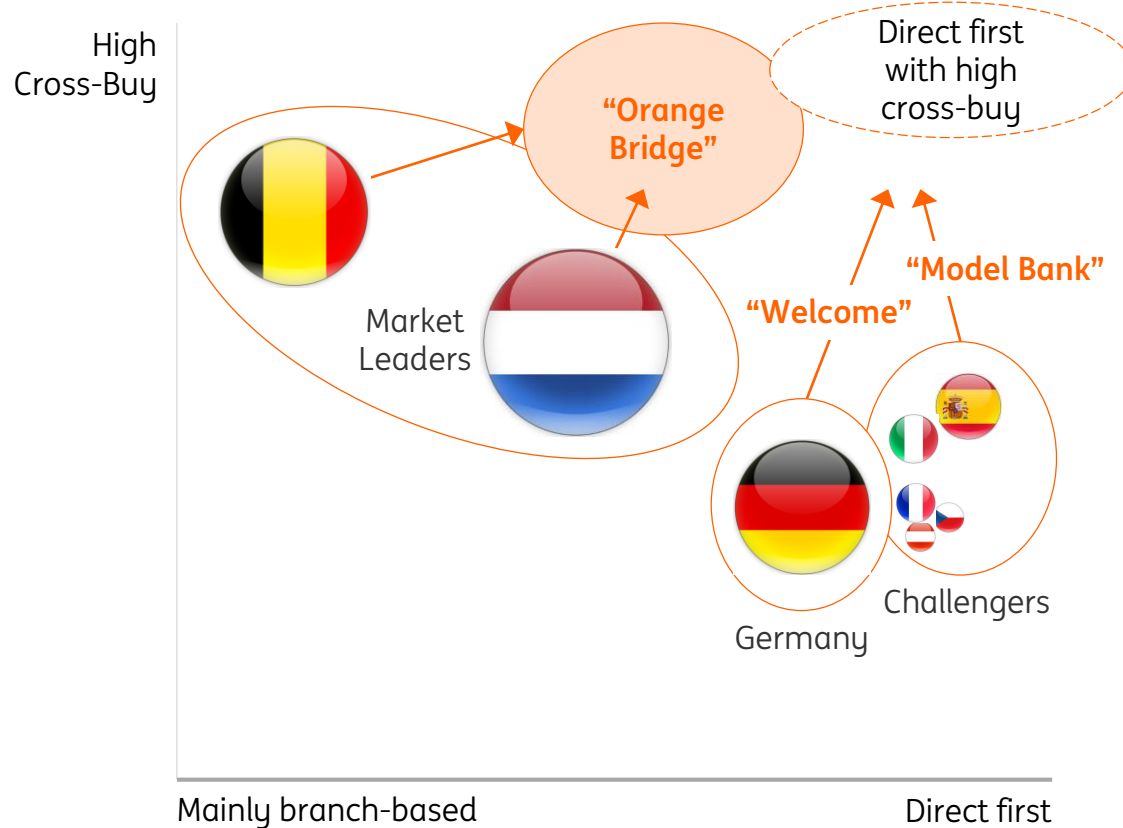 High
Cross-Buy
Direct first
with high
cross-buy
“Orange
Bridge”
“Model Bank”
“Welcome”
Market
Leaders
Challengers
Germany
Mainly branch-based
Direct first